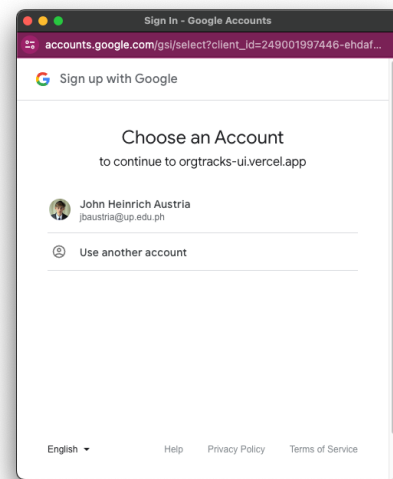 Sign In - Google Accounts
accounts.google.com/gsi/select?client_id=249001997446-ehdaf...
Sign up with Google
Choose an Account
to continue to orgtracks-ui.vercel.app
John Heinrich Austria
jbaustria@up.edu.ph
Use another account
English Help Privacy Policy Terms of Service